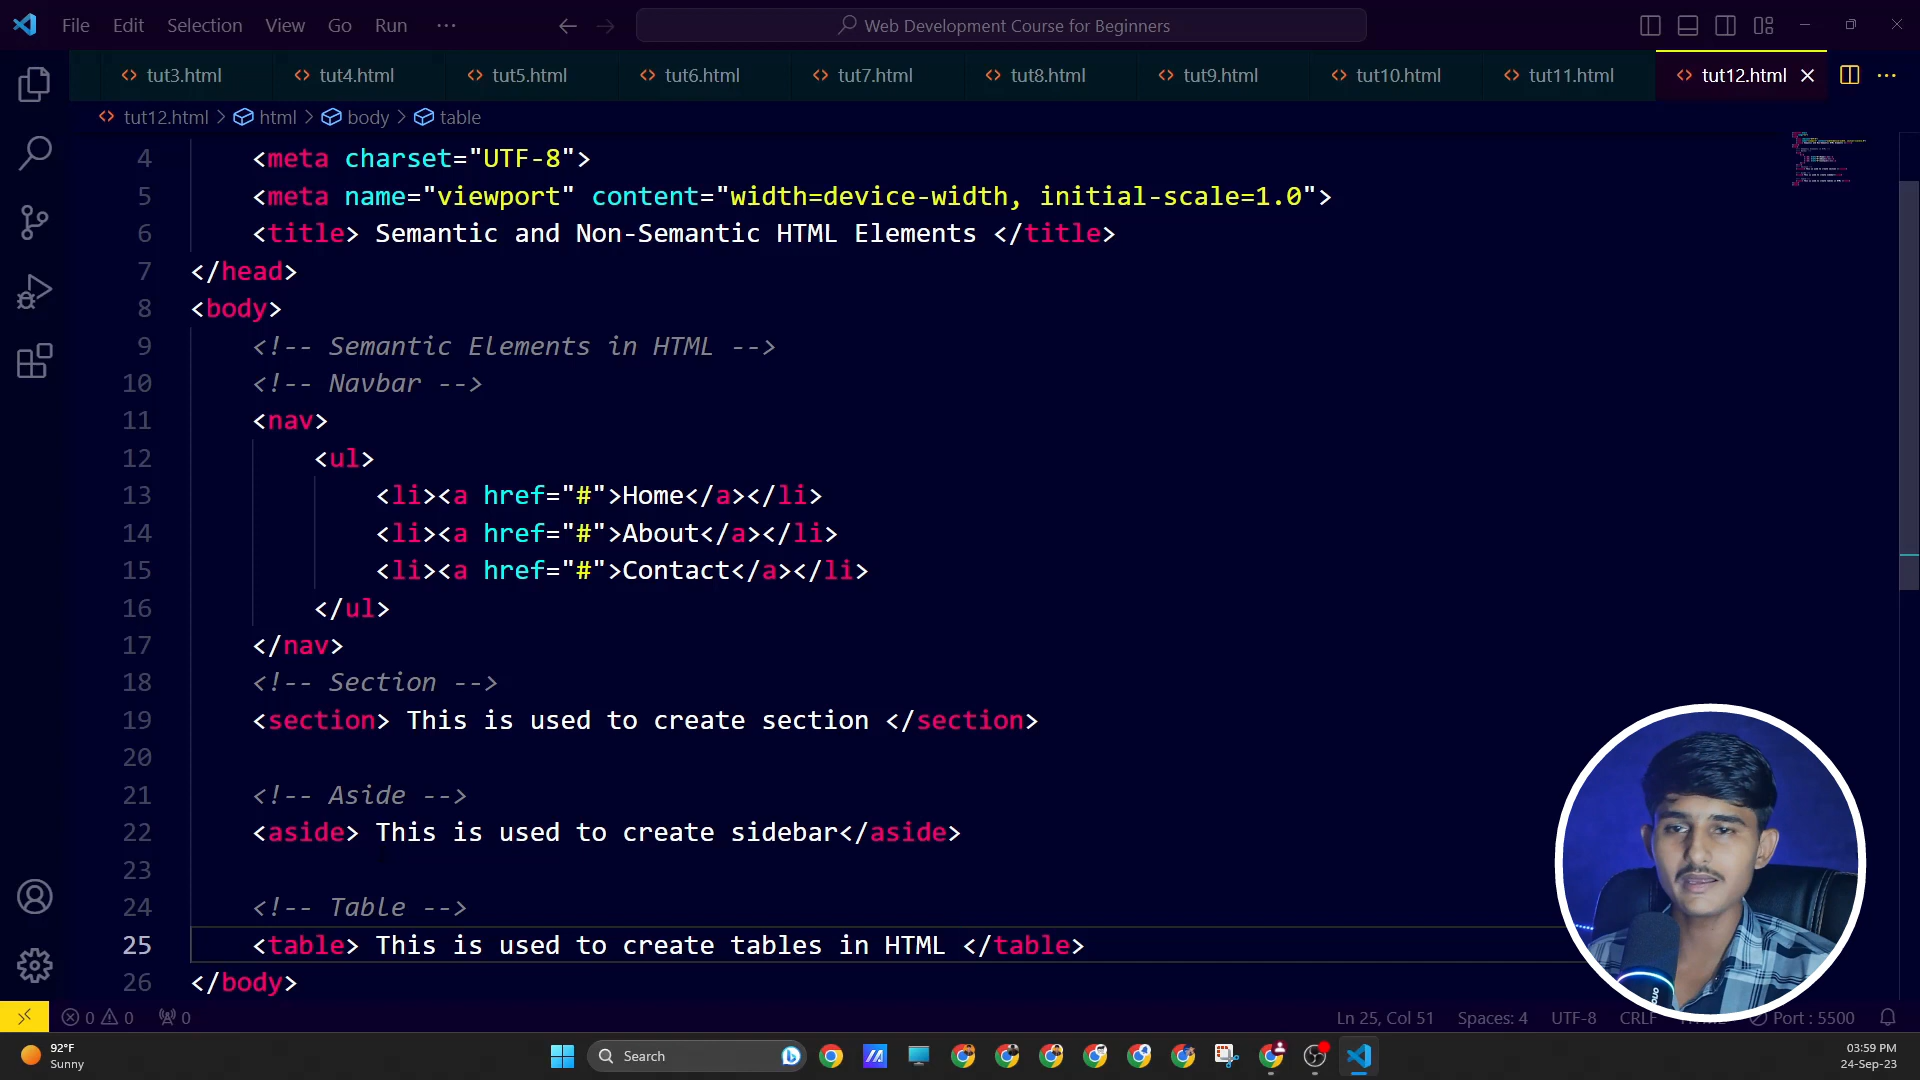 File Edit Selection View Go Run ··· Web Development Course for Beginners
tut3.html tut4.html tut5.html tut6.html tut7.html tut8.html tut9.html tut10.html tut11.html tut12.html
tut12.html > html > body > table
4 <meta charset="UTF-8">
5 <meta name="viewport" content="width=device-width, initial-scale=1.0">
6 <title> Semantic and Non-Semantic HTML Elements </title>
7 </head>
8 <body>
9 <!-- Semantic Elements in HTML -->
10 <!-- Navbar -->
11 <nav>
12 <ul>
13 <li><a href="#">Home</a></li>
14 <li><a href="#">About</a></li>
15 <li><a href="#">Contact</a></li>
16 </ul>
17 </nav>
18 <!-- Section -->
19 <section> This is used to create section </section>
20
21 <!-- Aside -->
22 <aside> This is used to create sidebar</aside>
23
24 <!-- Table -->
25 <table> This is used to create tables in HTML </table>
26 </body>
0 0 0 Ln 25, Col 51 Spaces: 4 UTF-8 CRLF Port : 5500
92°F
Sunny
Search
03:59 PM
24-Sep-23